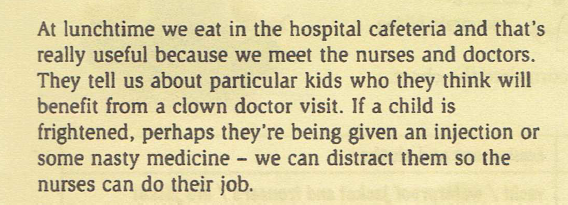 At lunchtime we eat in the hospital cafeteria and that's
really useful because we meet the nurses and doctors.
They tell us about particular kids who they think will
benefit from a clown doctor visit. If a child is
frightened, perhaps they're being given an injection or
some nasty medicine – we can distract them so the
nurses can do their job.